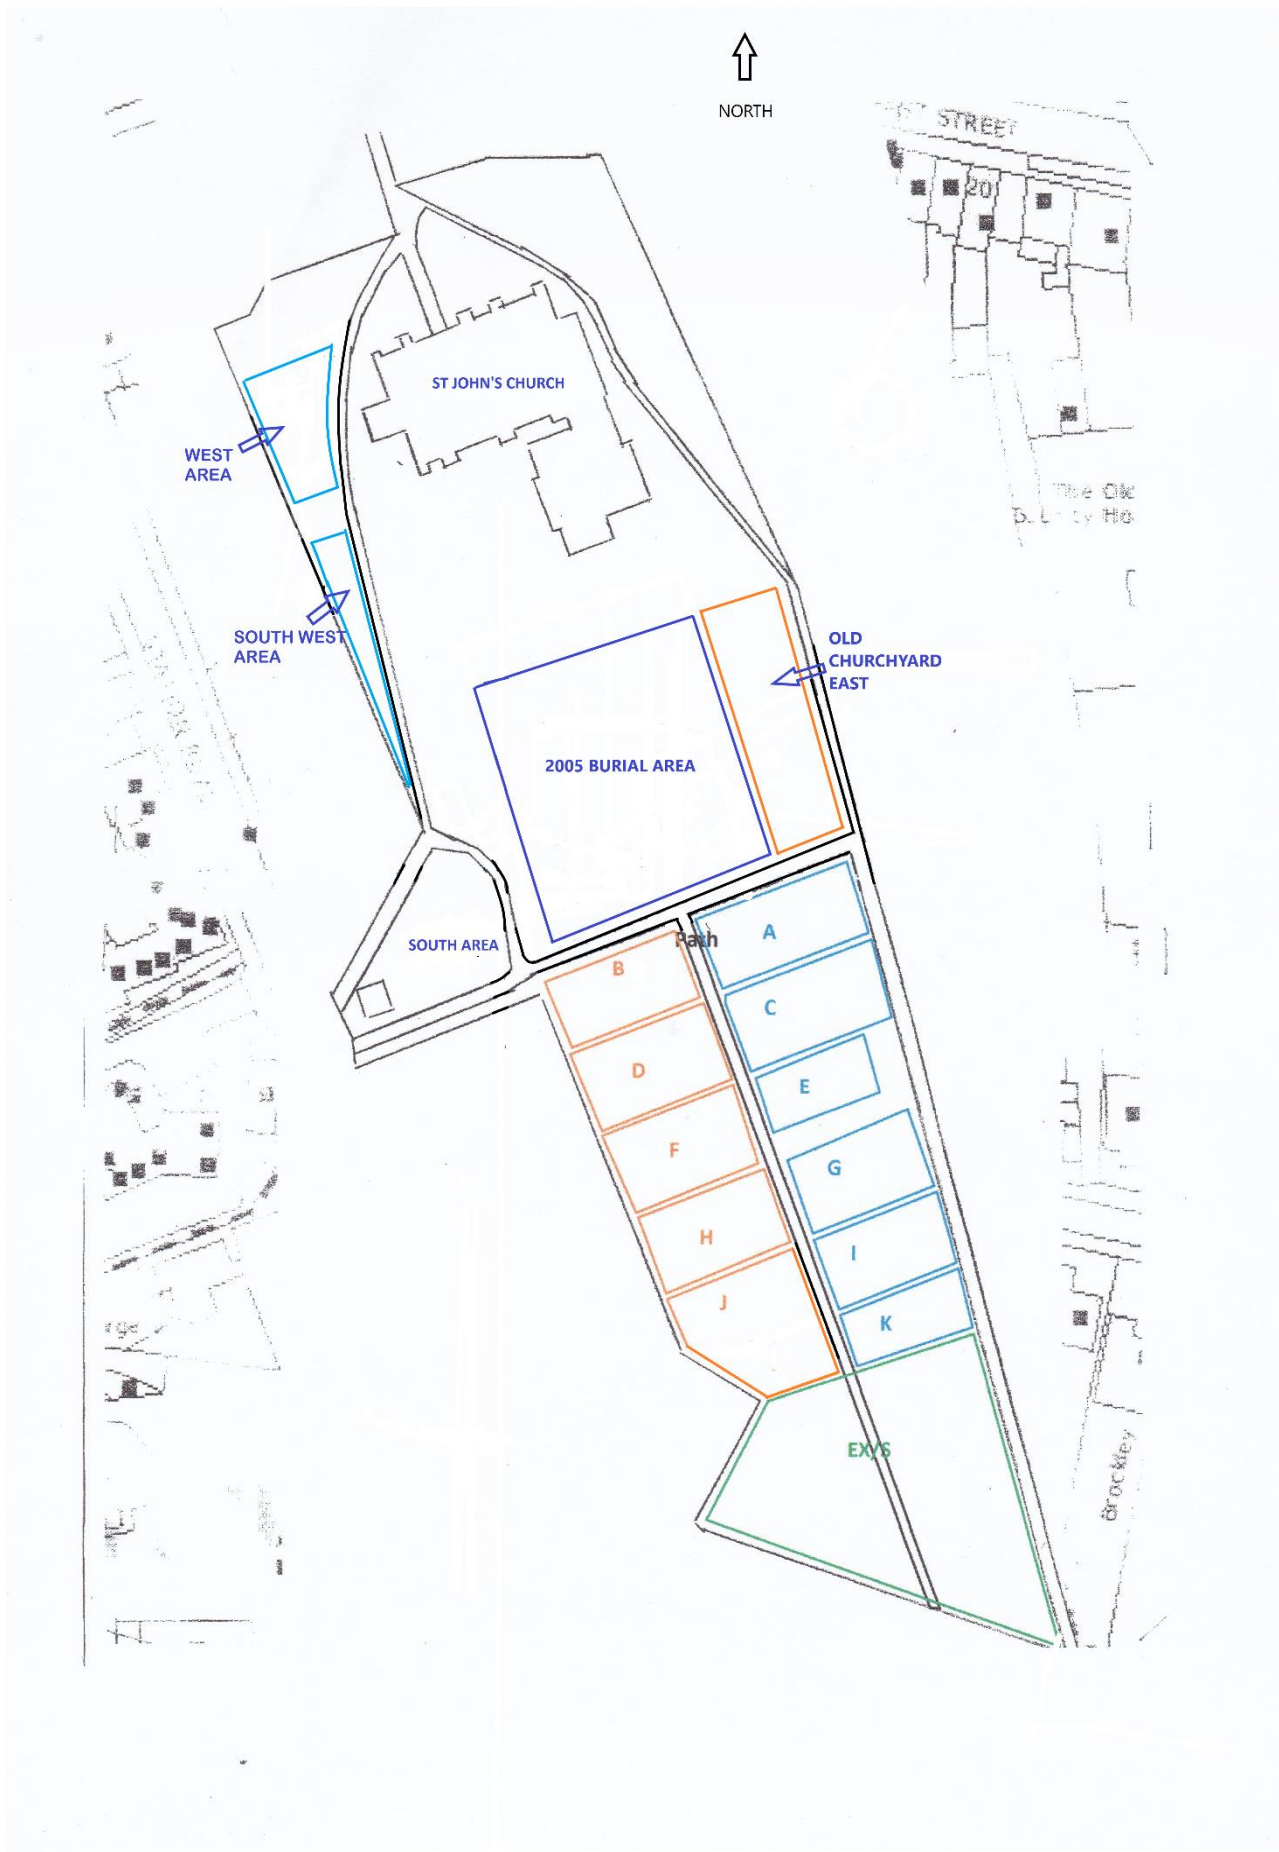 NORTH
STREET
20
ST JOHN'S CHURCH
WEST
AREA
The Old
SOUTH WEST
AREA
OLD
CHURCHYARD
EAST
2005 BURIAL AREA
SOUTH AREA
Path
A
B
C
D
E
F
G
H
I
J
K
EX/S
Brockley